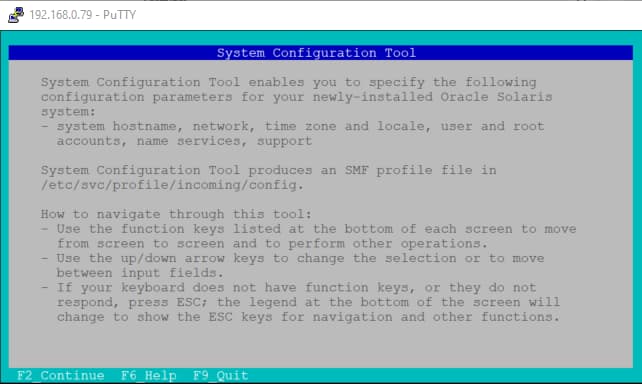 192.168.0.79 - PuTTY
System Configuration Tool
System Configuration Tool enables you to specify the following
configuration parameters for your newly-installed Oracle Solaris
system:
- system hostname, network, time zone and locale, user and root
accounts, name services, support
System Configuration Tool produces an SMF profile file in
/etc/svc/profile/incoming/config.
How to navigate through this tool:
- Use the function keys listed at the bottom of each screen to move
from screen to screen and to perform other operations.
- Use the up/down arrow keys to change the selection or to move
between input fields.
- If your keyboard does not have function keys, or they do not
respond, press ESC; the legend at the bottom of the screen will
change to show the ESC keys for navigation and other functions.
F2_Continue F6_Help F9_Quit